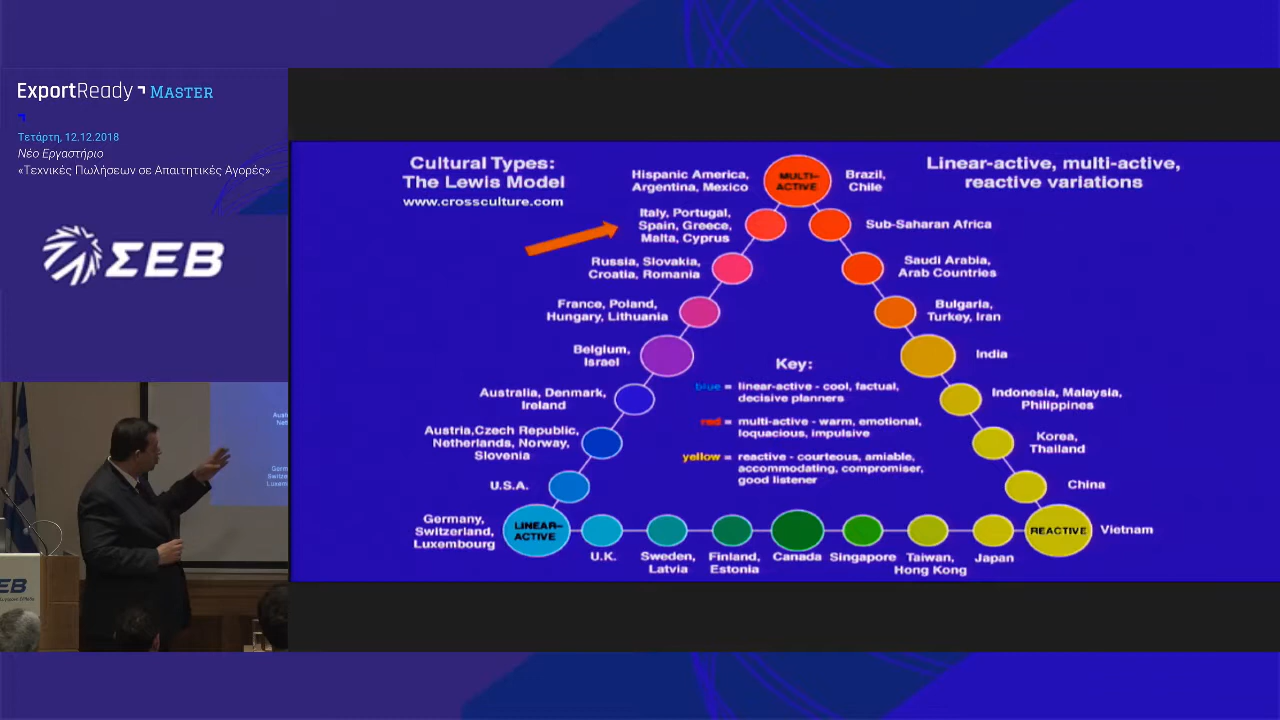 ExportReady MASTER
Τετάρτη, 12.12.2018
Νέο Εργαστήριο
«Τεχνικές Πωλήσεων σε Απαιτητικές Αγορές»
ΣΕΒ
Cultural Types:
The Lewis Model
www.crossculture.com
Linear-active, multi-active,
reactive variations
MULTI-
ACTIVE
Hispanic America,
Argentina, Mexico
Brazil,
Chile
Italy, Portugal,
Spain, Greece,
Malta, Cyprus
Sub-Saharan Africa
Russia, Slovakia,
Croatia, Romania
Saudi Arabia,
Arab Countries
France, Poland,
Hungary, Lithuania
Bulgaria,
Turkey, Iran
Belgium,
Israel
India
Key:
blue = linear-active - cool, factual,
decisive planners
red = multi-active - warm, emotional,
loquacious, impulsive
yellow = reactive - courteous, amiable,
accommodating, compromiser,
good listener
Australia, Denmark,
Ireland
Indonesia, Malaysia,
Philippines
Austria,Czech Republic,
Netherlands, Norway,
Slovenia
Korea,
Thailand
U.S.A.
China
Germany,
Switzerland,
Luxembourg
LINEAR-
ACTIVE
REACTIVE
Vietnam
U.K.
Sweden,
Latvia
Finland,
Estonia
Canada
Singapore
Taiwan,
Hong Kong
Japan
ΣΕΒ